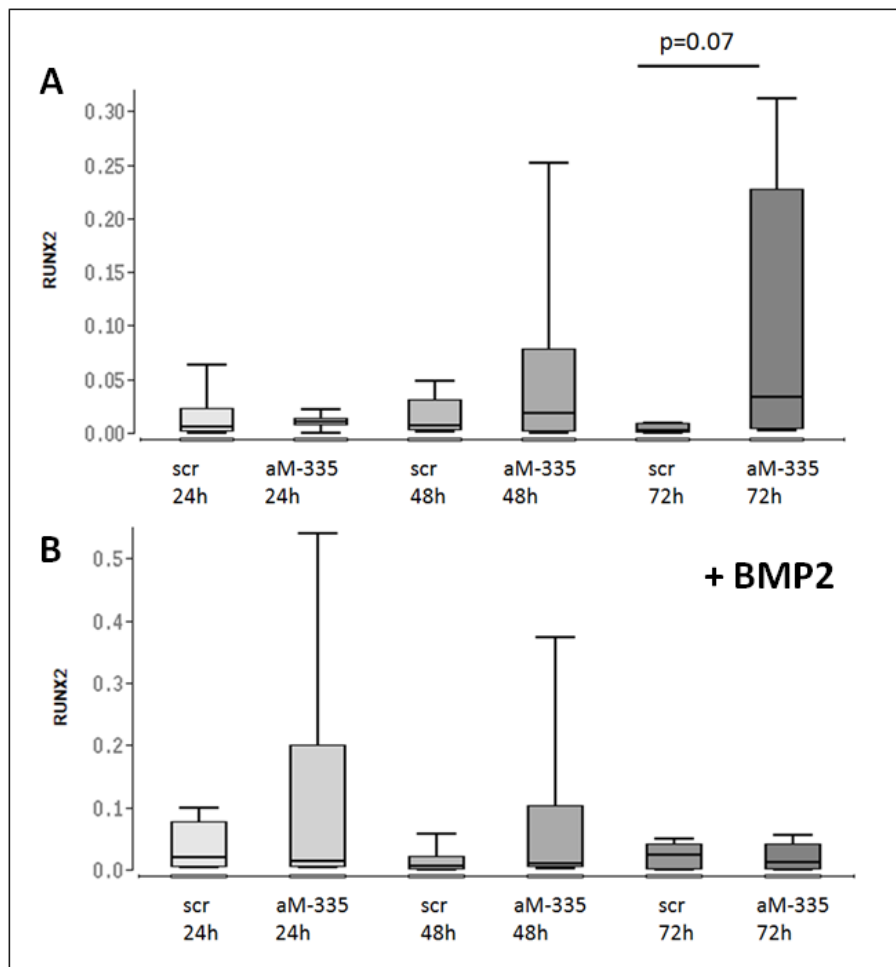 p=0.07
A
0.30
0.25
0.20
0.15
0.10
0.05
0.00
RUNX2
scr aM-335 scr aM-335 scr aM-335
24h 24h 48h 48h 72h 72h
B
+ BMP2
0.5
0.4
0.3
0.2
0.1
0.0
RUNX2
scr aM-335 scr aM-335 scr aM-335
24h 24h 48h 48h 72h 72h